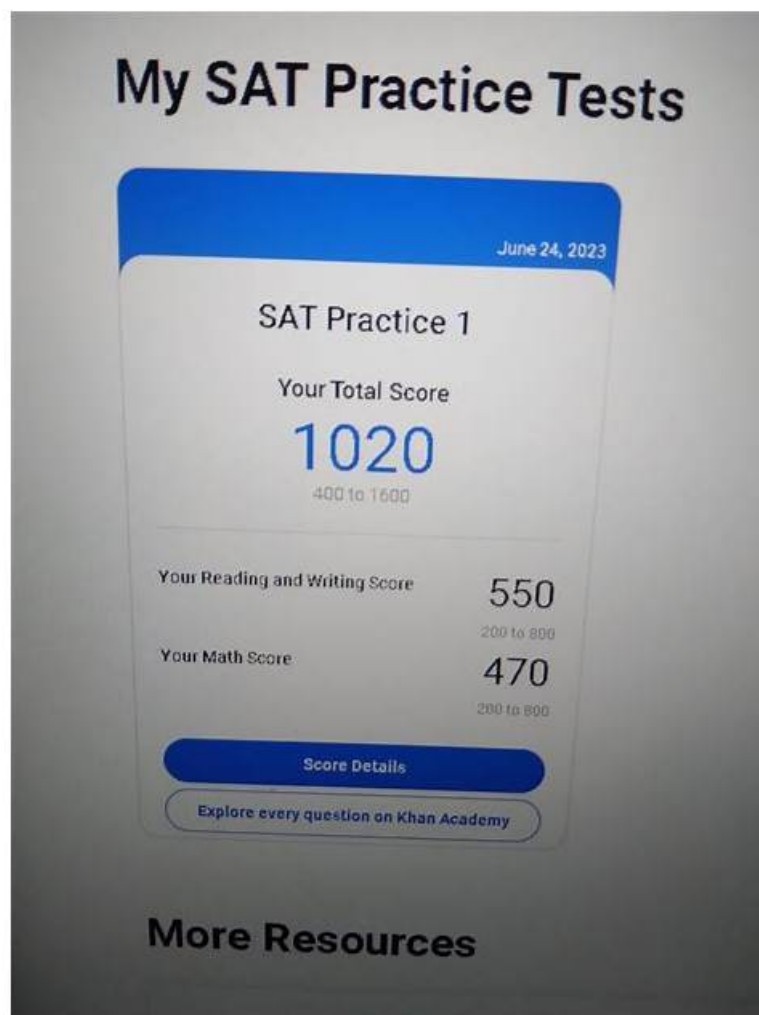 My SAT Practice Tests
June 24, 2023
SAT Practice 1
Your Total Score
1020
400 to 1600
Your Reading and Writing Score
550
200 to 800
Your Math Score
470
200 to 800
Score Details
Explore every question on Khan Academy
More Resources